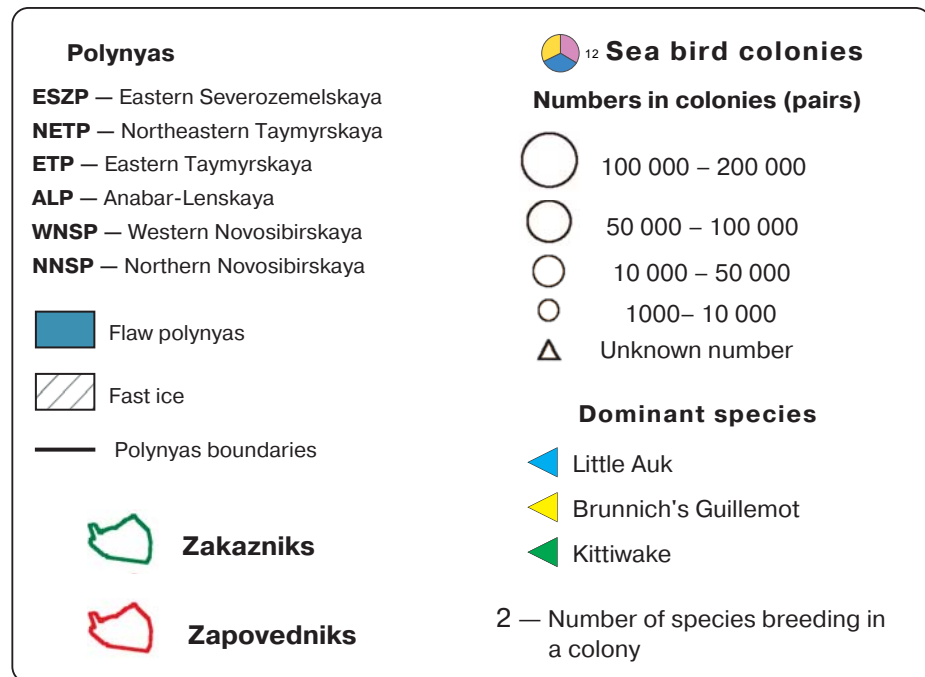 Polynyas
ESZP — Eastern Severozemelskaya
NETP — Northeastern Taymyrskaya
ETP — Eastern Taymyrskaya
ALP — Anabar-Lenskaya
WNSP — Western Novosibirskaya
NNSP — Northern Novosibirskaya
Flaw polynyas
Fast ice
Polynyas boundaries
Zakazniks
Zapovedniks
12 Sea bird colonies
Numbers in colonies (pairs)
100 000 – 200 000
50 000 – 100 000
10 000 – 50 000
1000– 10 000
Unknown number
Dominant species
Little Auk
Brunnich's Guillemot
Kittiwake
2 — Number of species breeding in
a colony